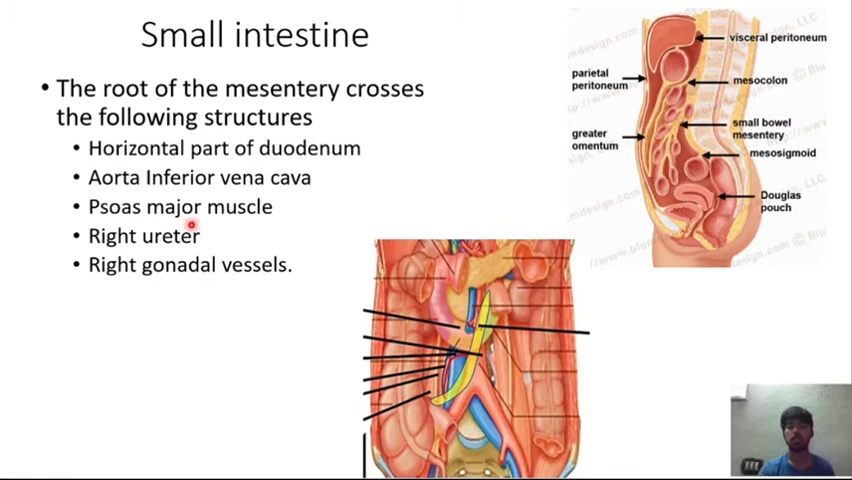 Small intestine
• The root of the mesentery crosses
the following structures
• Horizontal part of duodenum
• Aorta Inferior vena cava
• Psoas major muscle
• Right ureter
• Right gonadal vessels.
visceral peritoneum
parietal
peritoneum
mesocolon
greater
omentum
small bowel
mesentery
mesosigmoid
Douglas
pouch